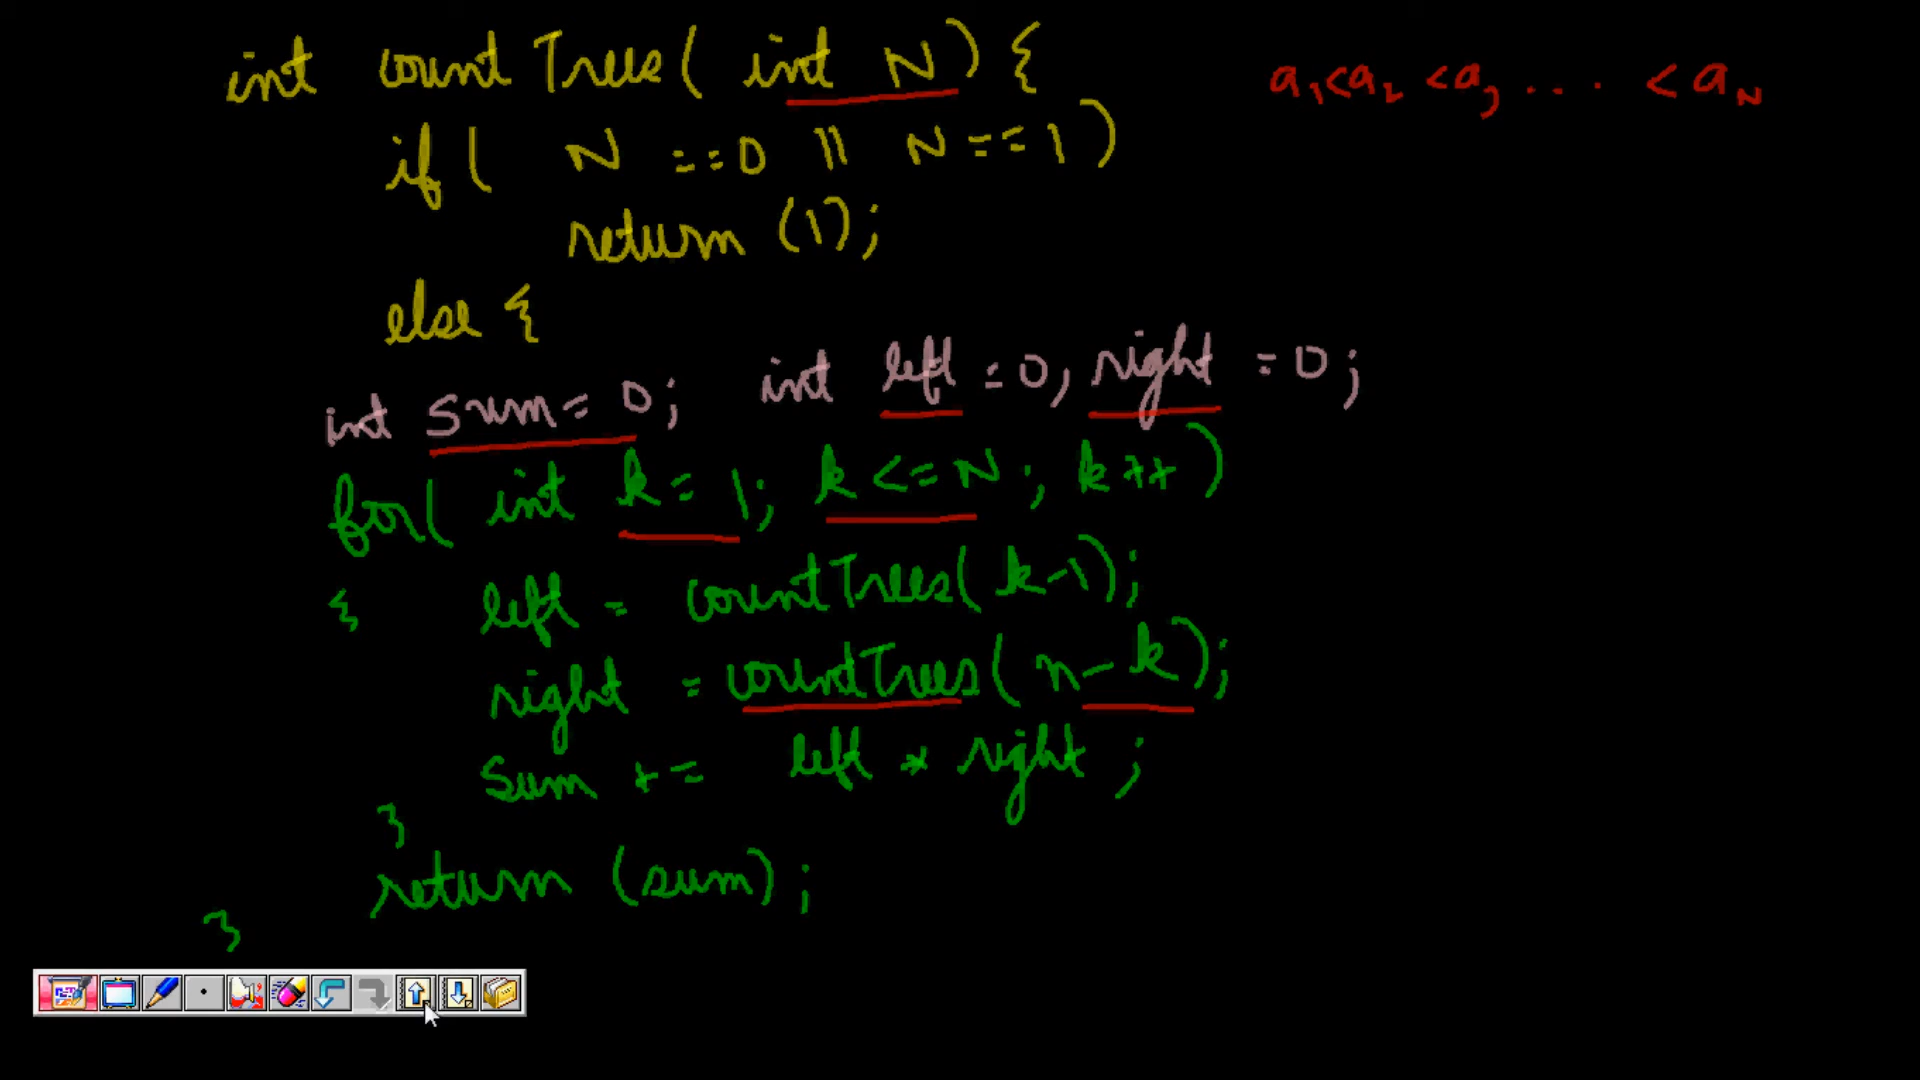 int countTrees( int N) {
a₁<a₂ <a₃ .... < aₙ
if( N ==0 || N==1)
return (1);
else {
int sum= 0; int left =0, right =0;
for( int k= 1; k <=N; k++)
{ left = countTrees( k-1);
right = countTrees( n-k);
sum += left * right ;
}
return (sum) ;
}